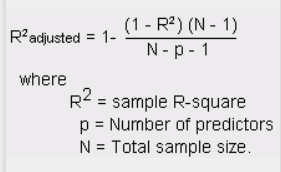 R²adjusted = 1- (1 - R²) (N - 1) / N - p - 1
where
R² = sample R-square
p = Number of predictors
N = Total sample size.